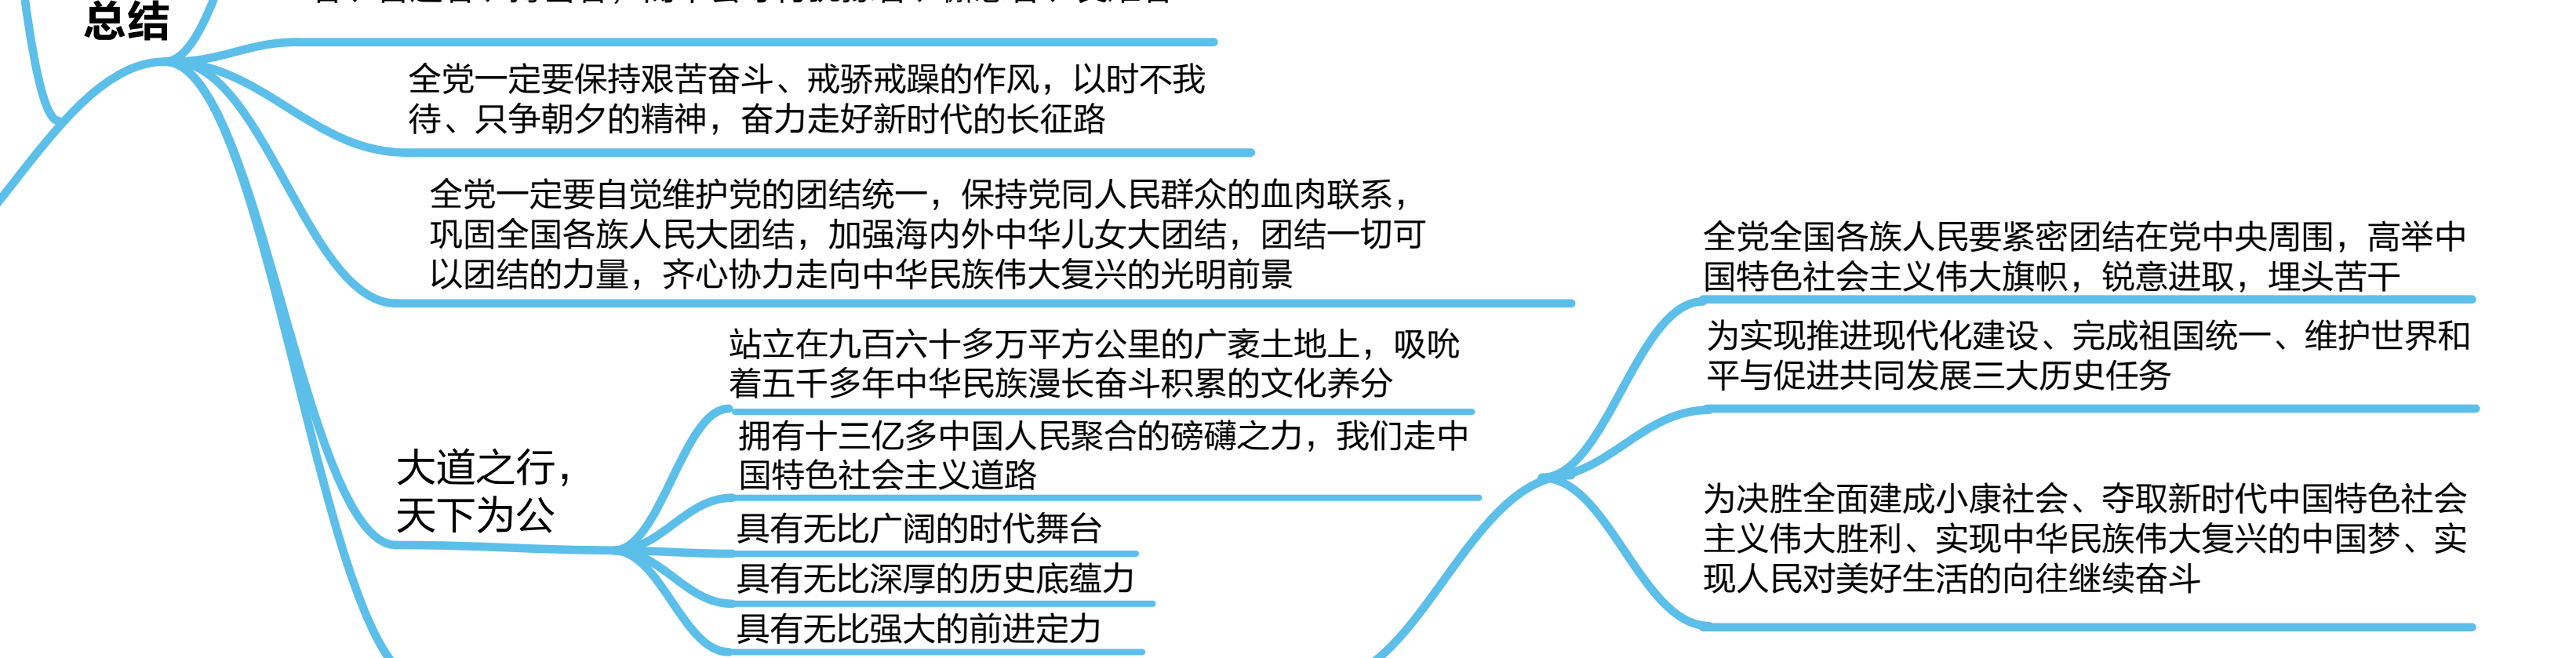 总结
全党一定要保持艰苦奋斗、戒骄戒躁的作风，以时不我
待、只争朝夕的精神，奋力走好新时代的长征路
全党一定要自觉维护党的团结统一，保持党同人民群众的血肉联系，
巩固全国各族人民大团结，加强海内外中华儿女大团结，团结一切可
以团结的力量，齐心协力走向中华民族伟大复兴的光明前景
大道之行，
天下为公
站立在九百六十多万平方公里的广袤土地上，吸吮
着五千多年中华民族漫长奋斗积累的文化养分
拥有十三亿多中国人民聚合的磅礴之力，我们走中
国特色社会主义道路
具有无比广阔的时代舞台
具有无比深厚的历史底蕴力
具有无比强大的前进定力
全党全国各族人民要紧密团结在党中央周围，高举中
国特色社会主义伟大旗帜，锐意进取，埋头苦干
为实现推进现代化建设、完成祖国统一、维护世界和
平与促进共同发展三大历史任务
为决胜全面建成小康社会、夺取新时代中国特色社会
主义伟大胜利、实现中华民族伟大复兴的中国梦、实
现人民对美好生活的向往继续奋斗